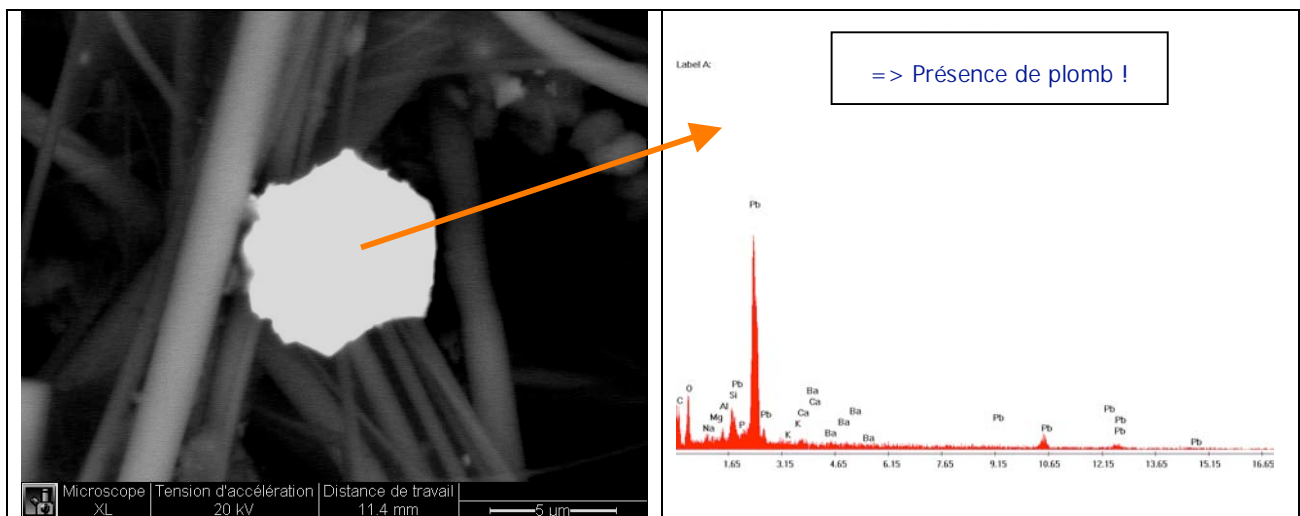 Label A:
=> Présence de plomb !
Pb
C
O
Na
Mg
Al
Pb
Si
P
Pb
K
K
Ca
Ba
Ca
Ba
Ba
Ba
Ba
Pb
Pb
Pb
Pb
Pb
Pb
1.65 3.15 4.65 6.15 7.65 9.15 10.65 12.15 13.65 15.15 16.65
Microscope Tension d'accélération Distance de travail
XL 20 kV 11.4 mm 5 µm